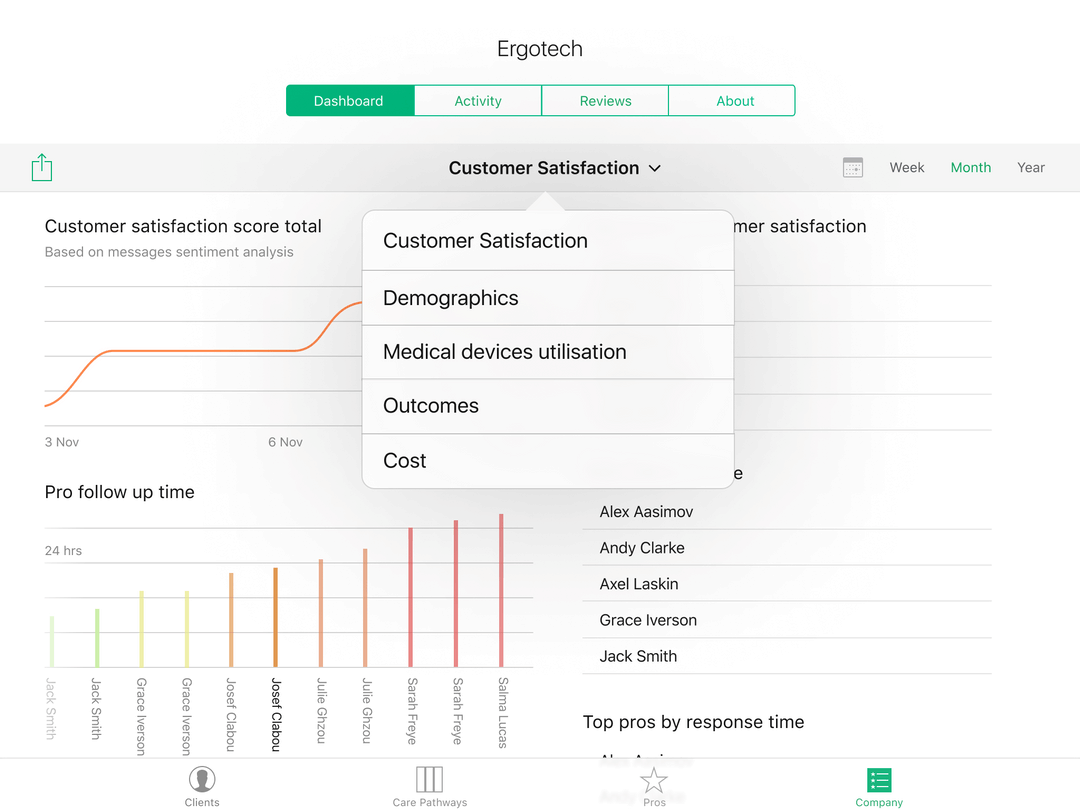 Ergotech
Dashboard Activity Reviews About
Customer Satisfaction
Week Month Year
Customer satisfaction score total
Based on messages sentiment analysis
3 Nov 6 Nov
Customer Satisfaction
Demographics
Medical devices utilisation
Outcomes
Cost
mer satisfaction
e
Pro follow up time
24 hrs
Jack Smith
Jack Smith
Grace Iverson
Grace Iverson
Josef Clabou
Josef Clabou
Julie Ghzou
Julie Ghzou
Sarah Freye
Sarah Freye
Salma Lucas
Alex Aasimov
Andy Clarke
Axel Laskin
Grace Iverson
Jack Smith
Top pros by response time
Clients Care Pathways Pros Company